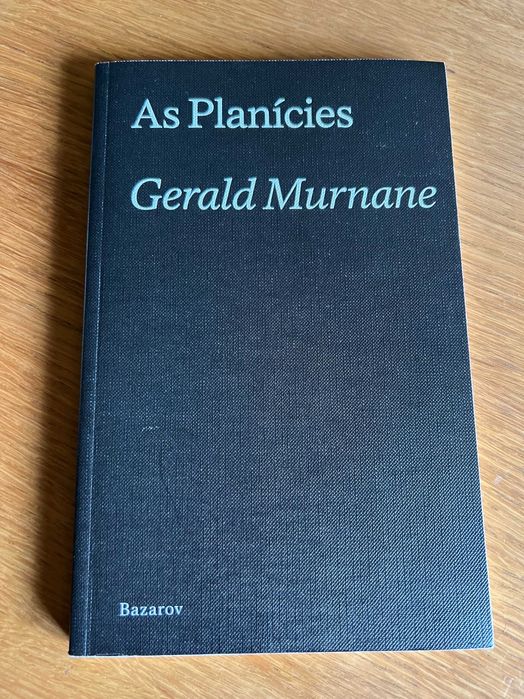 As Planícies
Gerald Murnane
Bazarov